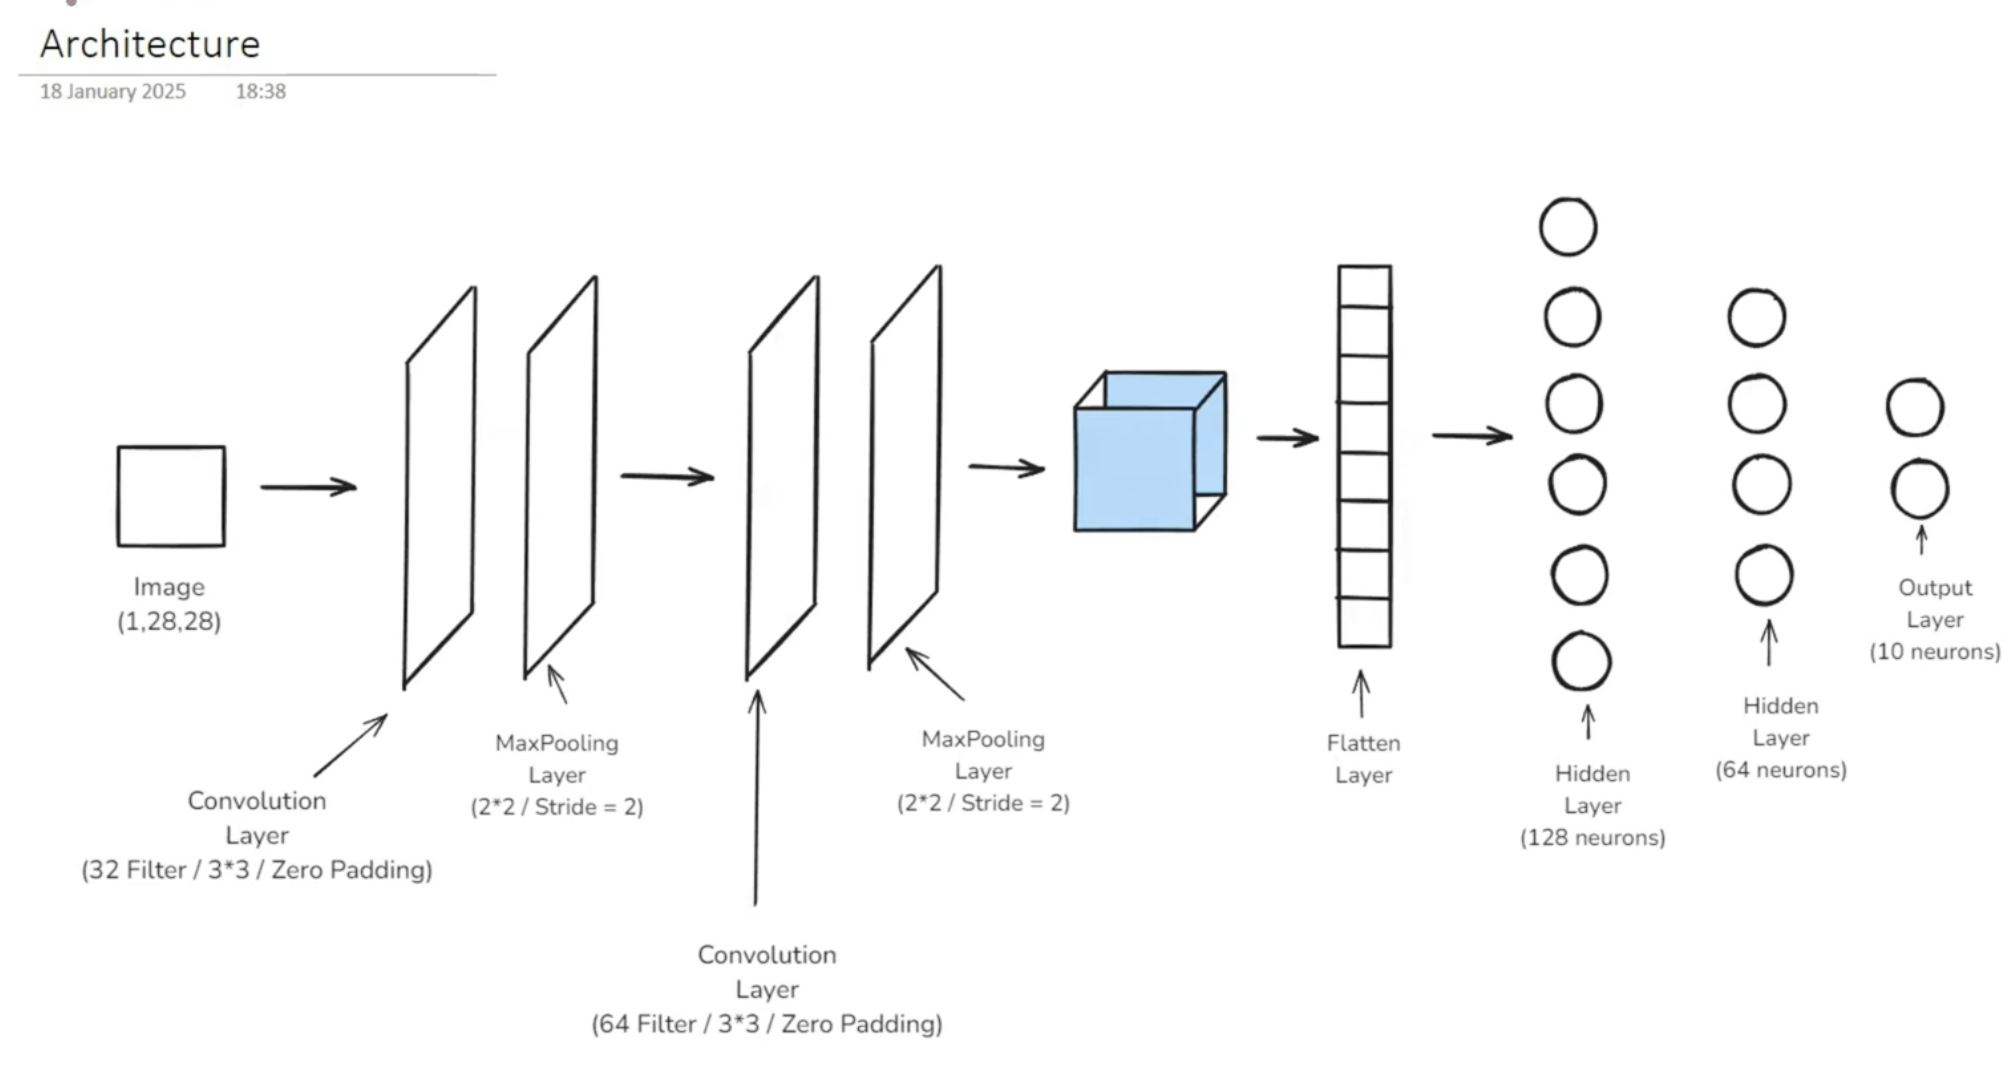 Architecture
18 January 2025 18:38
Image
(1,28,28)
Convolution
Layer
(32 Filter / 3*3 / Zero Padding)
MaxPooling
Layer
(2*2 / Stride = 2)
Convolution
Layer
(64 Filter / 3*3 / Zero Padding)
MaxPooling
Layer
(2*2 / Stride = 2)
Flatten
Layer
Hidden
Layer
(128 neurons)
Hidden
Layer
(64 neurons)
Output
Layer
(10 neurons)